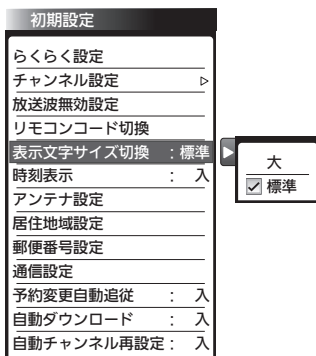 初期設定
らくらく設定
チャンネル設定 ▷
放送波無効設定
リモコンコード切換
表示文字サイズ切換 : 標準
時刻表示 : 入
アンテナ設定
居住地域設定
郵便番号設定
通信設定
予約変更自動追従 : 入
自動ダウンロード : 入
自動チャンネル再設定 : 入
大
標準